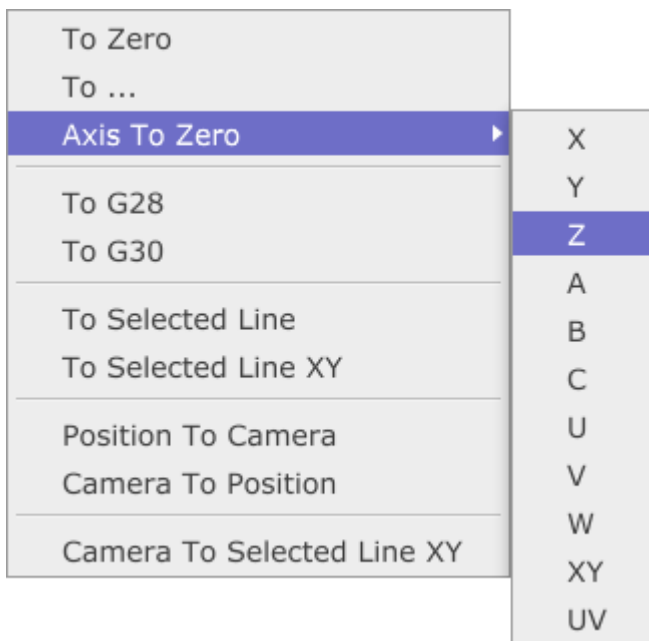 To Zero
To ...
Axis To Zero
To G28
To G30
To Selected Line
To Selected Line XY
Position To Camera
Camera To Position
Camera To Selected Line XY
X
Y
Z
A
B
C
U
V
W
XY
UV